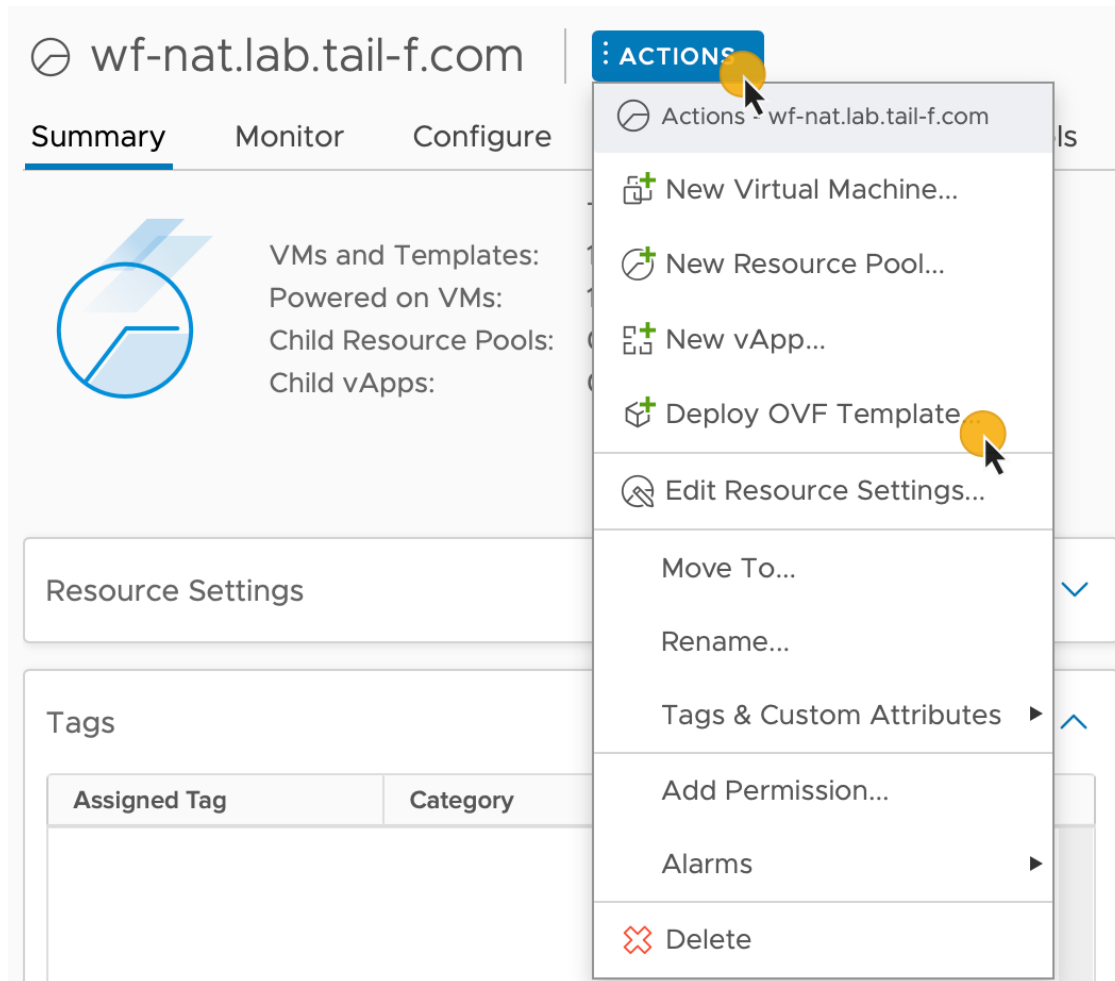 wf-nat.lab.tail-f.com
ACTIONS
Summary
Monitor
Configure
ls
VMs and Templates:
Powered on VMs:
Child Resource Pools:
Child vApps:
Actions - wf-nat.lab.tail-f.com
New Virtual Machine...
New Resource Pool...
New vApp...
Deploy OVF Template...
Edit Resource Settings...
Move To...
Rename...
Tags & Custom Attributes
Add Permission...
Alarms
Delete
Resource Settings
Tags
Assigned Tag
Category